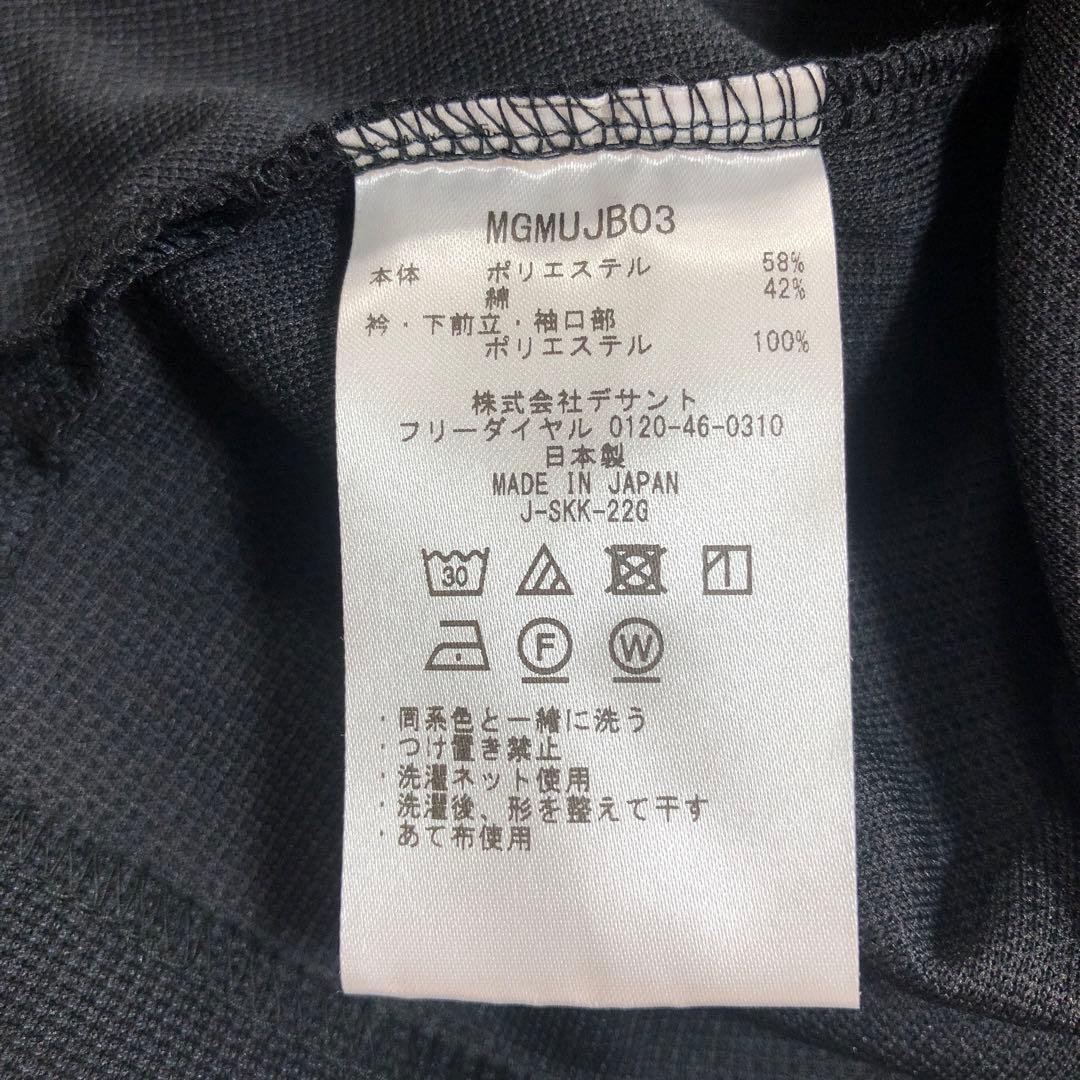 MGMUJB03
本体 ポリエステル 58%
綿 42%
衿・下前立・袖口部
ポリエステル 100%
株式会社デサント
フリーダイヤル 0120-46-0310
日本製
MADE IN JAPAN
J-SKK-22G
30
F W
・同系色と一緒に洗う
・つけ置き禁止
・洗濯ネット使用
・洗濯後、形を整えて干す
・あて布使用